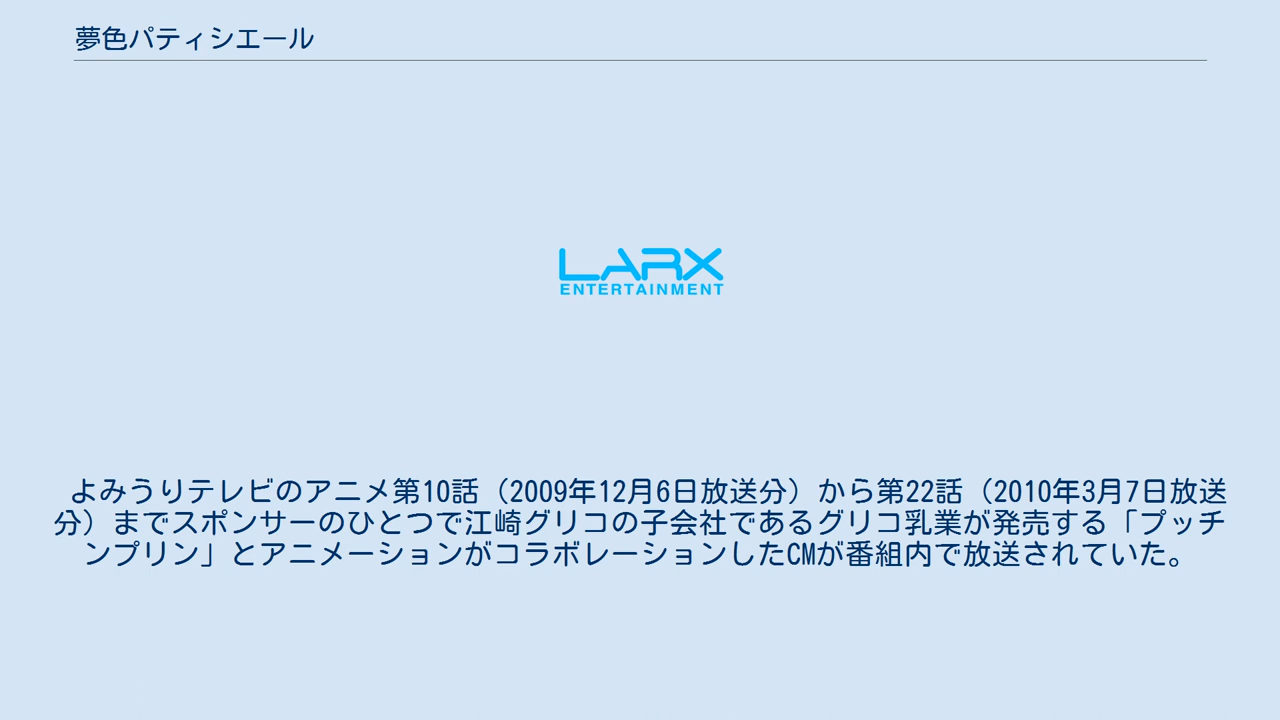 夢色パティシエール
LARX
ENTERTAINMENT
よみうりテレビのアニメ第10話（2009年12月6日放送分）から第22話（2010年3月7日放送
分）までスポンサーのひとつで江崎グリコの子会社であるグリコ乳業が発売する「プッチ
ンプリン」とアニメーションがコラボレーションしたCMが番組内で放送されていた。